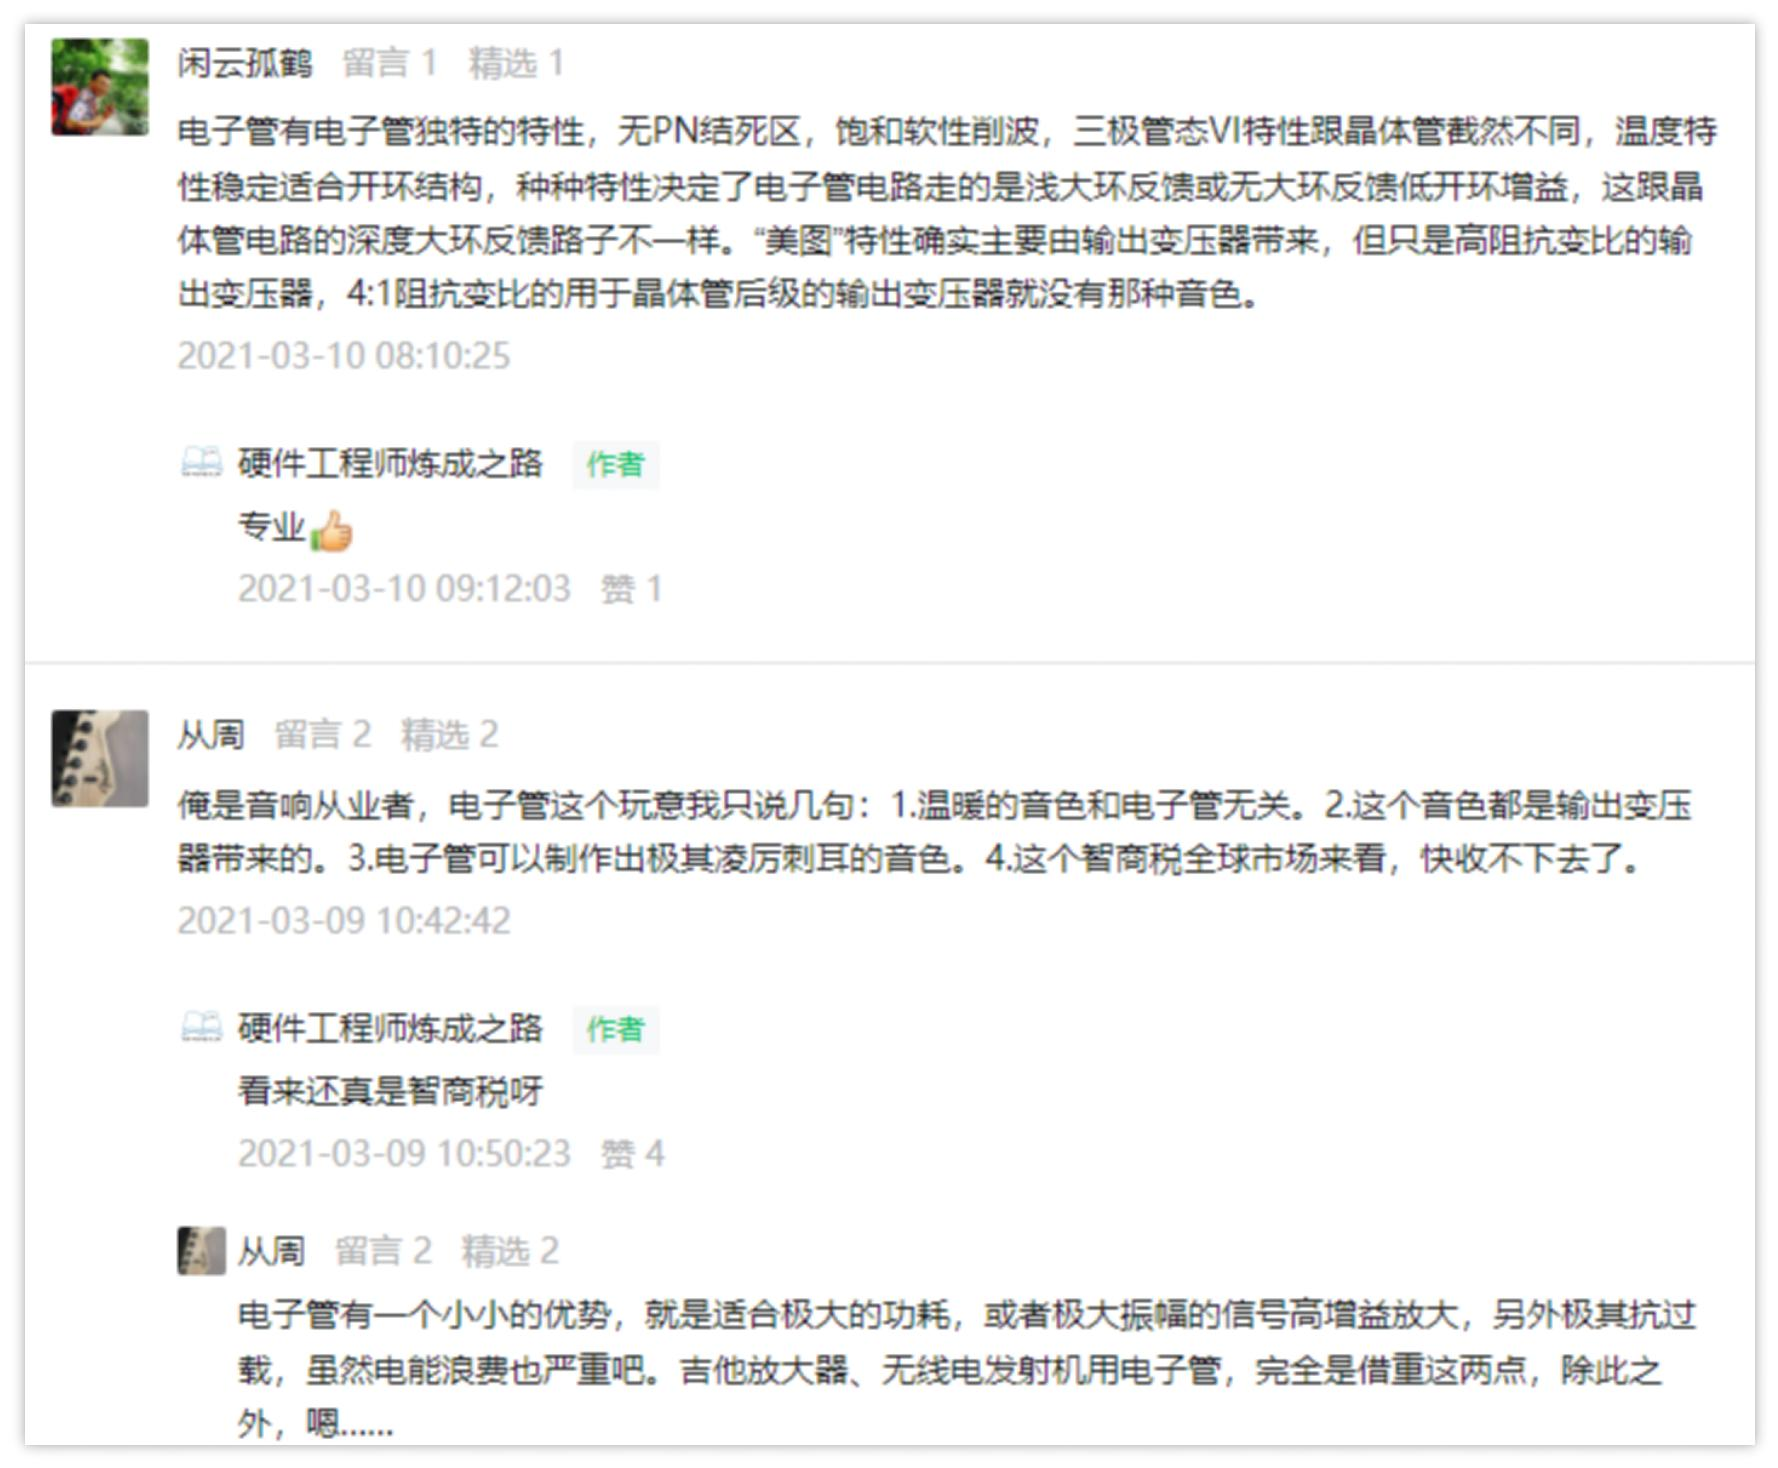 闲云孤鹤 留言 1 精选 1
电子管有电子管独特的特性，无PN结死区，饱和软性削波，三极管态VI特性跟晶体管截然不同，温度特
性稳定适合开环结构，种种特性决定了电子管电路走的是浅大环反馈或无大环反馈低开环增益，这跟晶
体管电路的深度大环反馈路子不一样。“美图”特性确实主要由输出变压器带来，但只是高阻抗变比的输
出变压器，4:1阻抗变比的用于晶体管后级的输出变压器就没有那种音色。
2021-03-10 08:10:25
硬件工程师炼成之路 作者
专业👍
2021-03-10 09:12:03 赞 1
从周 留言 2 精选 2
俺是音响从业者，电子管这个玩意我只说几句：1.温暖的音色和电子管无关。2.这个音色都是输出变压
器带来的。3.电子管可以制作出极其凌厉刺耳的音色。4.这个智商税全球市场来看，快收不下去了。
2021-03-09 10:42:42
硬件工程师炼成之路 作者
看来还真是智商税呀
2021-03-09 10:50:23 赞 4
从周 留言 2 精选 2
电子管有一个小小的优势，就是适合极大的功耗，或者极大振幅的信号高增益放大，另外极其抗过
载，虽然电能浪费也严重吧。吉他放大器、无线电发射机用电子管，完全是借重这两点，除此之
外，嗯……